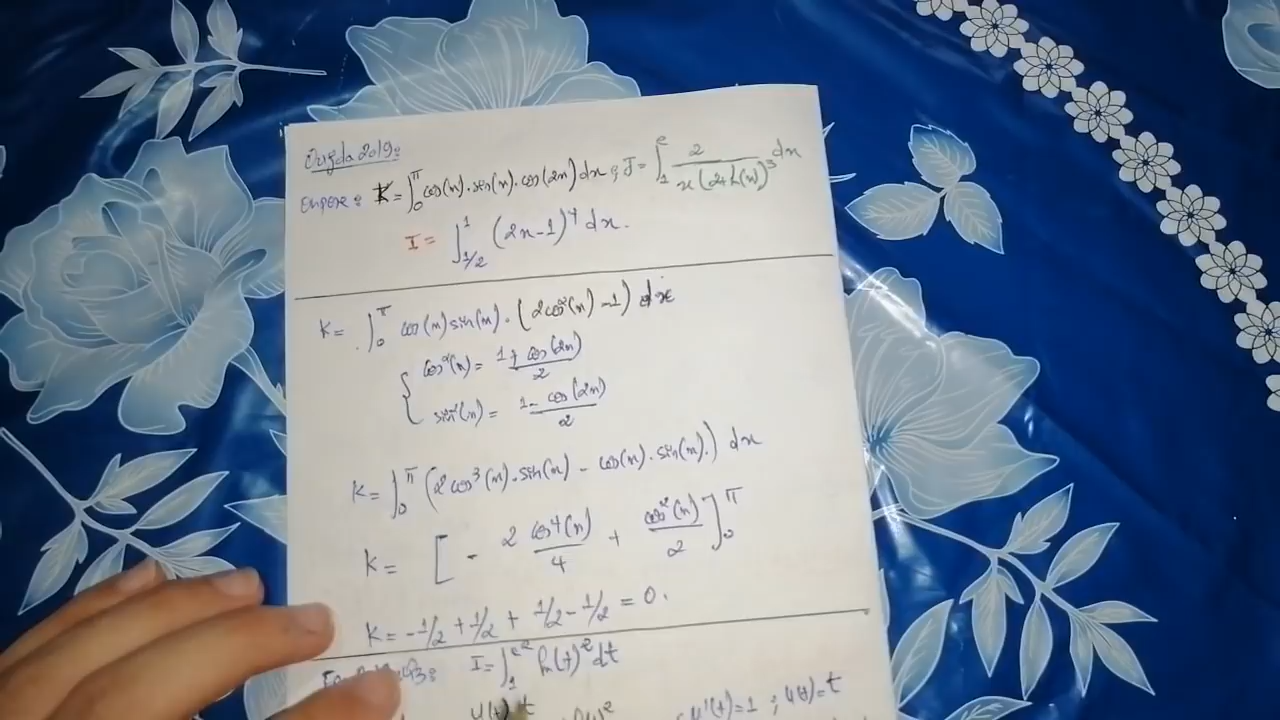 Oujda 2019:
K = ∫₀^π cos(x).sin(x).cos(2x) dx ; J = ∫₁^e 2/(x(2+ln(x))³) dx
I = ∫_{1/2}^1 (2x-1)⁴ dx.
K = ∫₀^π cos(x) sin(x).(2cos²(x) -1) dx
{ cos²(x) = (1 + cos(2x))/2
sin²(x) = (1 - cos(2x))/2
K = ∫₀^π (2 cos³(x).sin(x) - cos(x).sin(x).) dx
K = [ - 2 cos⁴(x)/4 + cos²(x)/2 ]₀^π
K = -1/2 + 1/2 + 1/2 - 1/2 = 0.
I = ∫₁^{e²} ln(t)² dt
u'(t)=1 ; u(t)=t